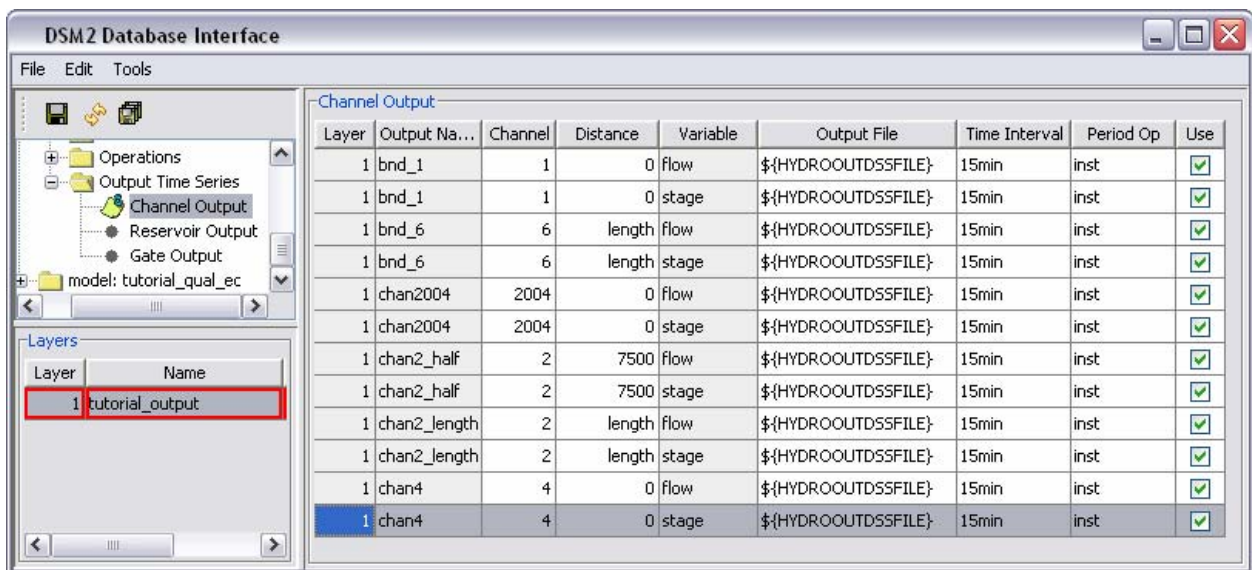 DSM2 Database Interface
File Edit Tools
Operations
Output Time Series
Channel Output
Reservoir Output
Gate Output
model: tutorial_qual_ec
Layers
Layer Name
1 tutorial_output
Channel Output
Layer Output Na... Channel Distance Variable Output File Time Interval Period Op Use
1 bnd_1 1 0 flow ${HYDROOUTDSSFILE} 15min inst
1 bnd_1 1 0 stage ${HYDROOUTDSSFILE} 15min inst
1 bnd_6 6 length flow ${HYDROOUTDSSFILE} 15min inst
1 bnd_6 6 length stage ${HYDROOUTDSSFILE} 15min inst
1 chan2004 2004 0 flow ${HYDROOUTDSSFILE} 15min inst
1 chan2004 2004 0 stage ${HYDROOUTDSSFILE} 15min inst
1 chan2_half 2 7500 flow ${HYDROOUTDSSFILE} 15min inst
1 chan2_half 2 7500 stage ${HYDROOUTDSSFILE} 15min inst
1 chan2_length 2 length flow ${HYDROOUTDSSFILE} 15min inst
1 chan2_length 2 length stage ${HYDROOUTDSSFILE} 15min inst
1 chan4 4 0 flow ${HYDROOUTDSSFILE} 15min inst
1 chan4 4 0 stage ${HYDROOUTDSSFILE} 15min inst